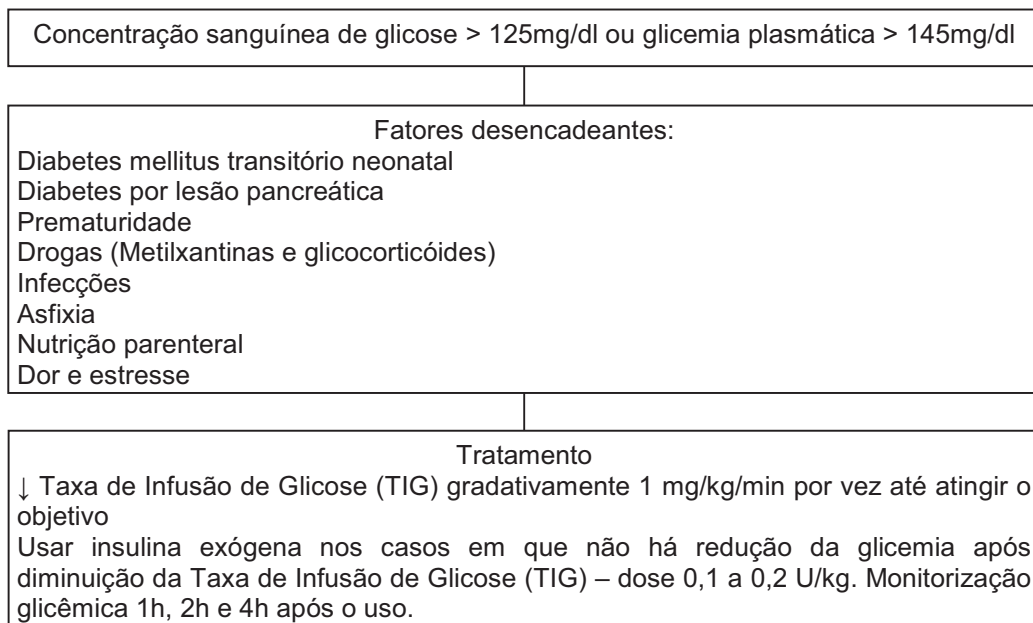 Concentração sanguínea de glicose > 125mg/dl ou glicemia plasmática > 145mg/dl
Fatores desencadeantes:
Diabetes mellitus transitório neonatal
Diabetes por lesão pancreática
Prematuridade
Drogas (Metilxantinas e glicocorticóides)
Infecções
Asfixia
Nutrição parenteral
Dor e estresse
Tratamento
↓ Taxa de Infusão de Glicose (TIG) gradativamente 1 mg/kg/min por vez até atingir o
objetivo
Usar insulina exógena nos casos em que não há redução da glicemia após
diminuição da Taxa de Infusão de Glicose (TIG) – dose 0,1 a 0,2 U/kg. Monitorização
glicêmica 1h, 2h e 4h após o uso.